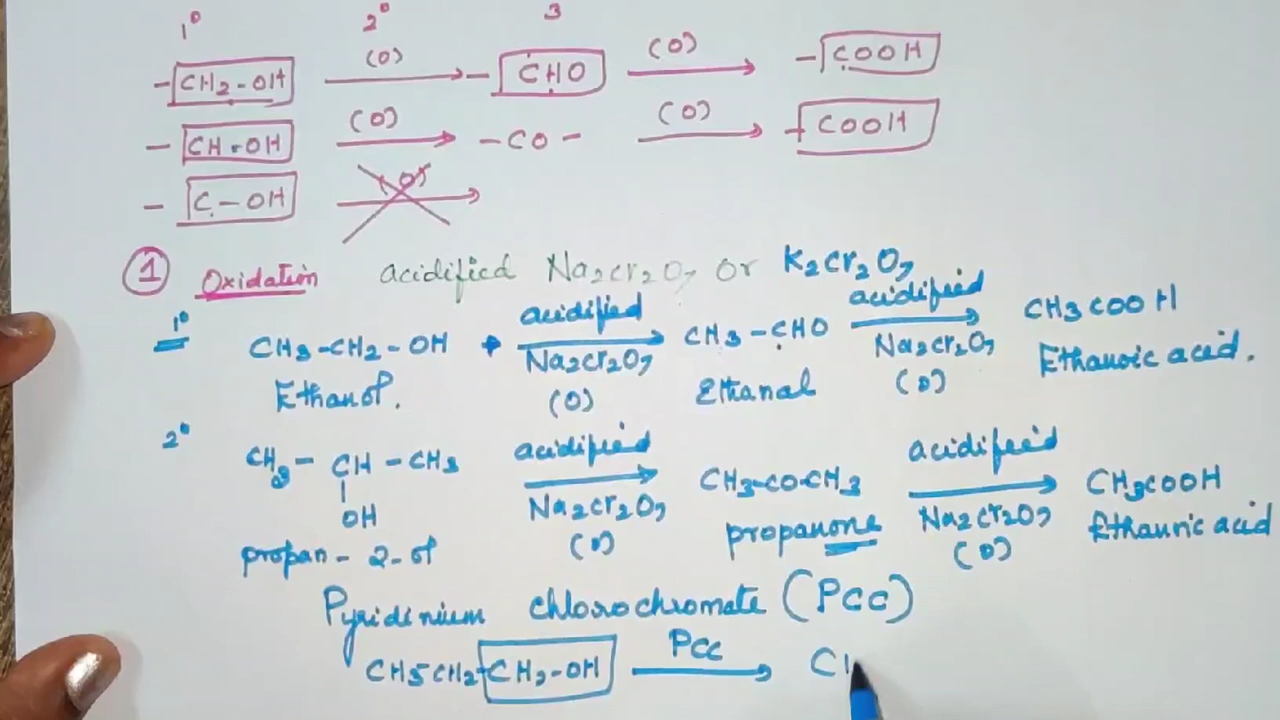 1° 2° 3
-CH2-OH (O) -CHO (O) -COOH
-CH-OH (O) -CO- (O) +COOH
-C-OH (O)
1 Oxidation acidified Na2cr2O7 Or K2cr2O7
1° CH3-CH2-OH acidified Na2cr2O7 (O) CH3-CHO acidified Na2cr2O7 (O) CH3COOH
Ethanol. Ethanal Ethanoic acid.
2° CH3-CH-CH3 acidified Na2cr2O7 (O) CH3-CO-CH3 acidified Na2cr2O7 (O) CH3COOH
OH
propan-2-ol propanone Ethanoic acid
Pyridinium chlorochromate (PCC)
CH3CH2-CH2-OH PCC